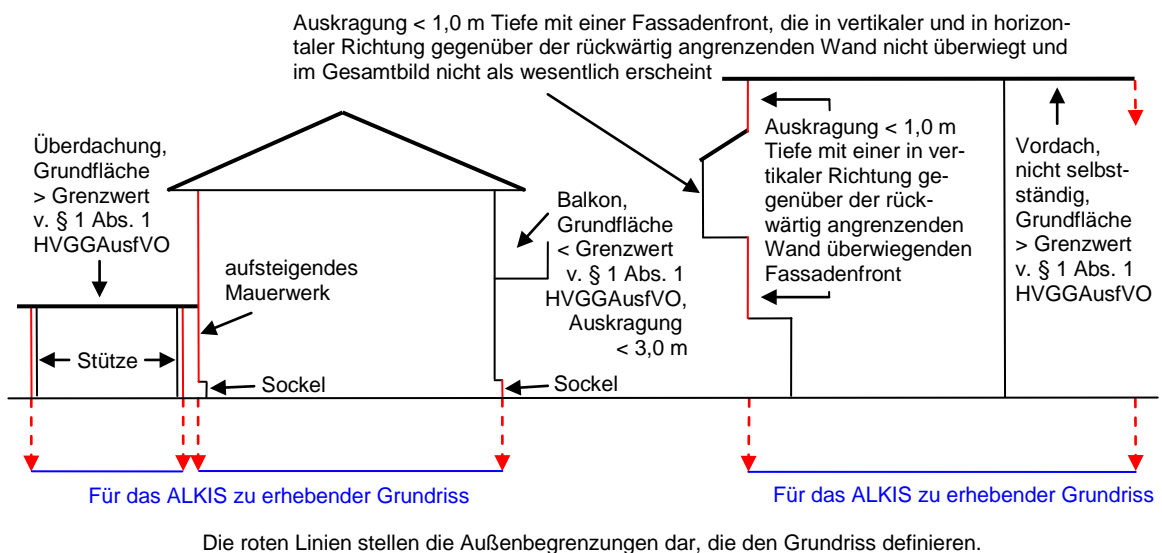 Auskragung < 1,0 m Tiefe mit einer Fassadenfront, die in vertikaler und in horizon-
taler Richtung gegenüber der rückwärtig angrenzenden Wand nicht überwiegt und
im Gesamtbild nicht als wesentlich erscheint
Überdachung,
Grundfläche
> Grenzwert
v. § 1 Abs. 1
HVGGAusfVO
aufsteigendes
Mauerwerk
Stütze
Sockel
Balkon,
Grundfläche
< Grenzwert
v. § 1 Abs. 1
HVGGAusfVO,
Auskragung
< 3,0 m
Sockel
Auskragung < 1,0 m
Tiefe mit einer in ver-
tikaler Richtung ge-
genüber der rück-
wärtig angrenzenden
Wand überwiegenden
Fassadenfront
Vordach,
nicht selbst-
ständig,
Grundfläche
> Grenzwert
v. § 1 Abs. 1
HVGGAusfVO
Für das ALKIS zu erhebender Grundriss
Für das ALKIS zu erhebender Grundriss
Die roten Linien stellen die Außenbegrenzungen dar, die den Grundriss definieren.